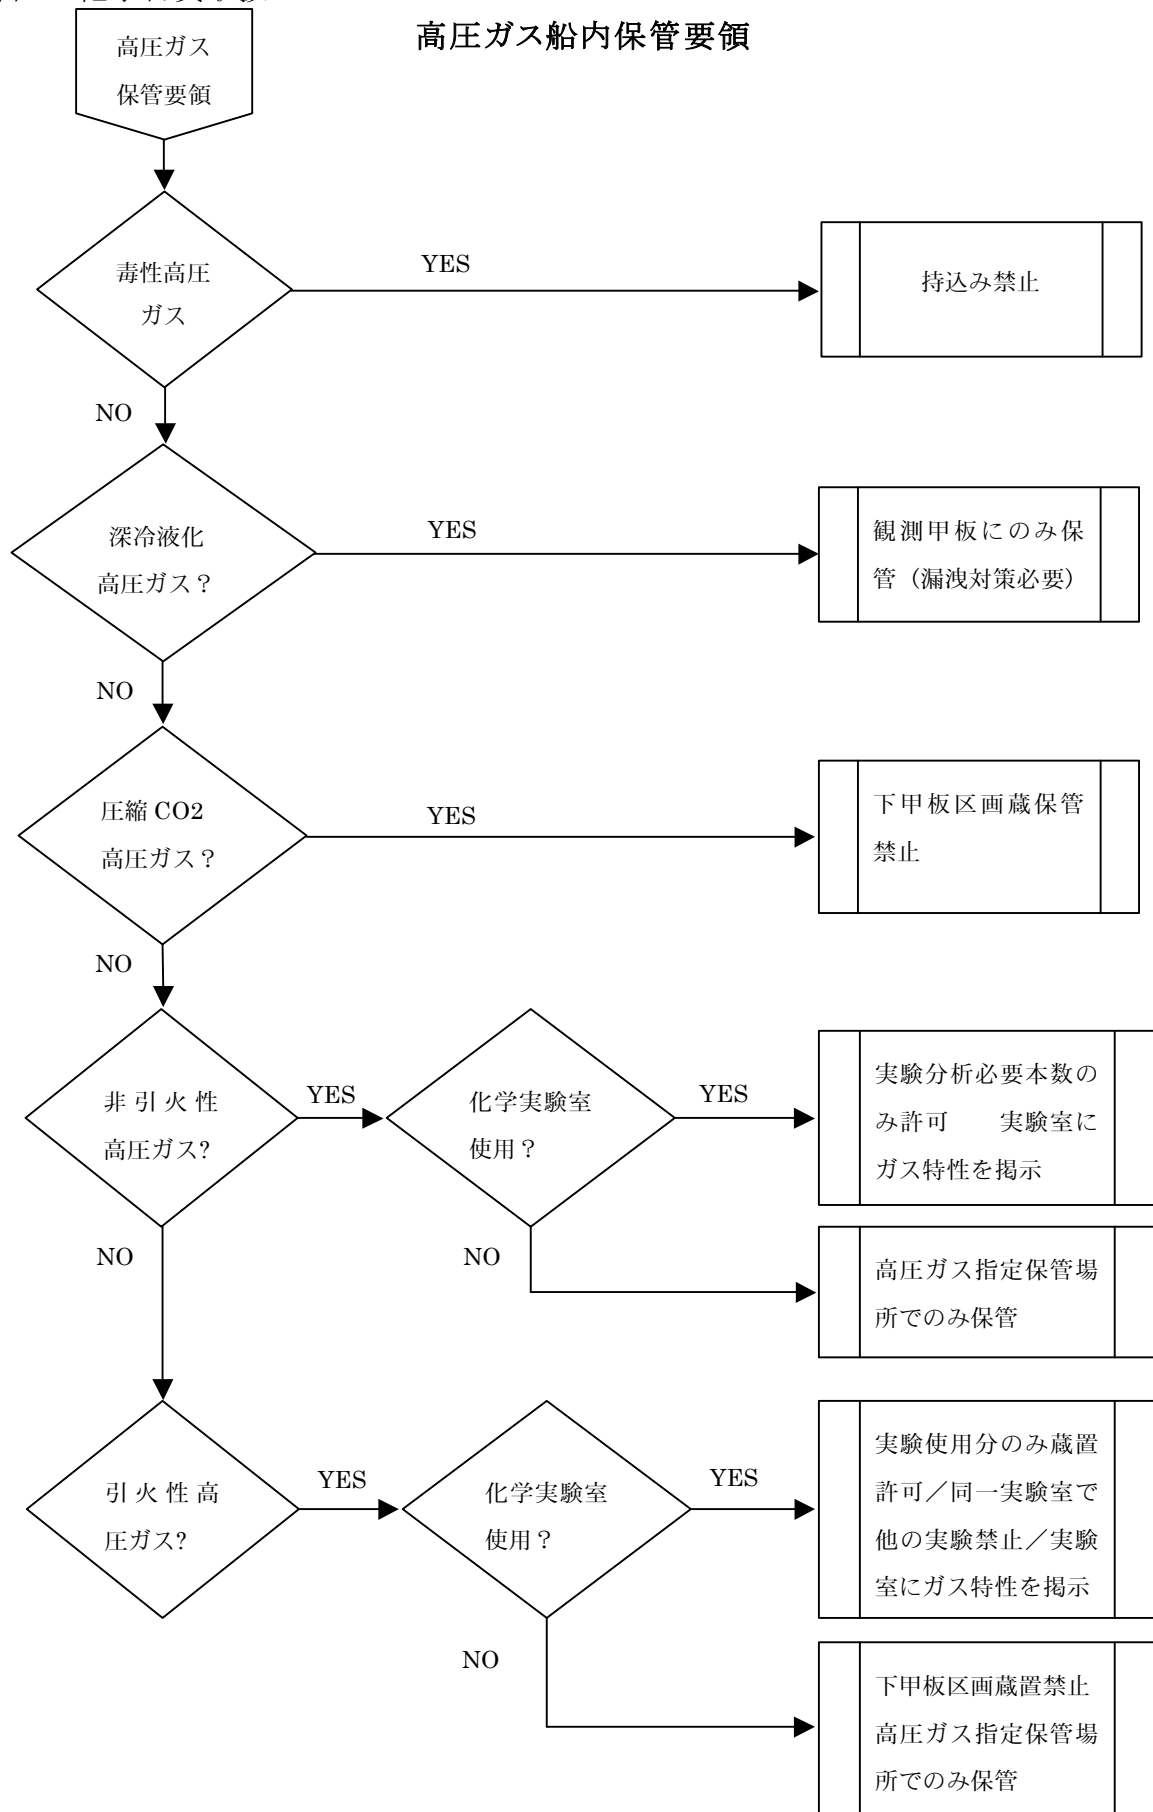 高圧ガス船内保管要領
高圧ガス
保管要領
毒性高圧
ガス
YES
持込み禁止
NO
深冷液化
高圧ガス？
YES
観測甲板にのみ保
管（漏洩対策必要）
NO
圧縮 CO2
高圧ガス？
YES
下甲板区画蔵保管
禁止
NO
非引火性
高圧ガス?
YES
化学実験室
使用？
YES
実験分析必要本数の
み許可　　実験室に
ガス特性を掲示
NO
NO
高圧ガス指定保管場
所でのみ保管
引火性高
圧ガス?
YES
化学実験室
使用？
YES
実験使用分のみ蔵置
許可／同一実験室で
他の実験禁止／実験
室にガス特性を掲示
NO
下甲板区画蔵置禁止
高圧ガス指定保管場
所でのみ保管